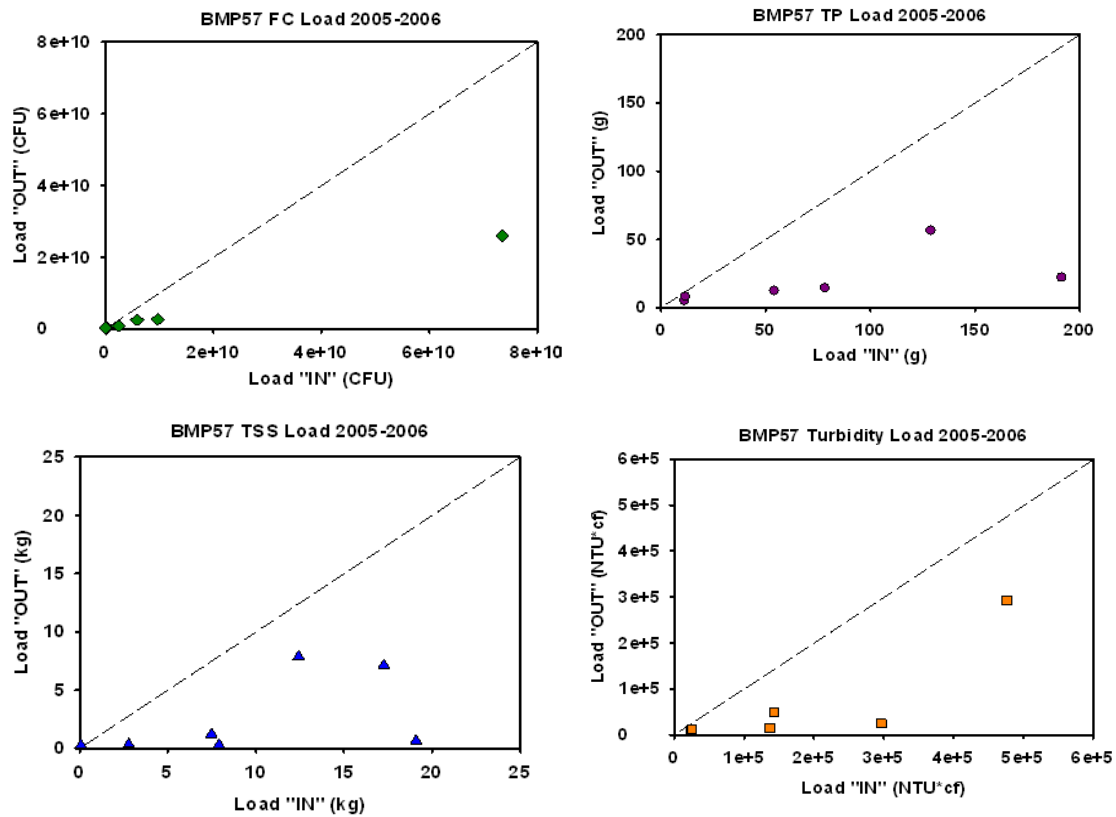 BMP57 FC Load 2005-2006
8e+10
6e+10
4e+10
2e+10
0
Load "OUT" (CFU)
0 2e+10 4e+10 6e+10 8e+10
Load "IN" (CFU)
BMP57 TP Load 2005-2006
200
150
100
50
0
Load "OUT" (g)
0 50 100 150 200
Load "IN" (g)
BMP57 TSS Load 2005-2006
25
20
15
10
5
0
Load "OUT" (kg)
0 5 10 15 20 25
Load "IN" (kg)
BMP57 Turbidity Load 2005-2006
6e+5
5e+5
4e+5
3e+5
2e+5
1e+5
0
Load "OUT" (NTU*cf)
0 1e+5 2e+5 3e+5 4e+5 5e+5 6e+5
Load "IN" (NTU*cf)